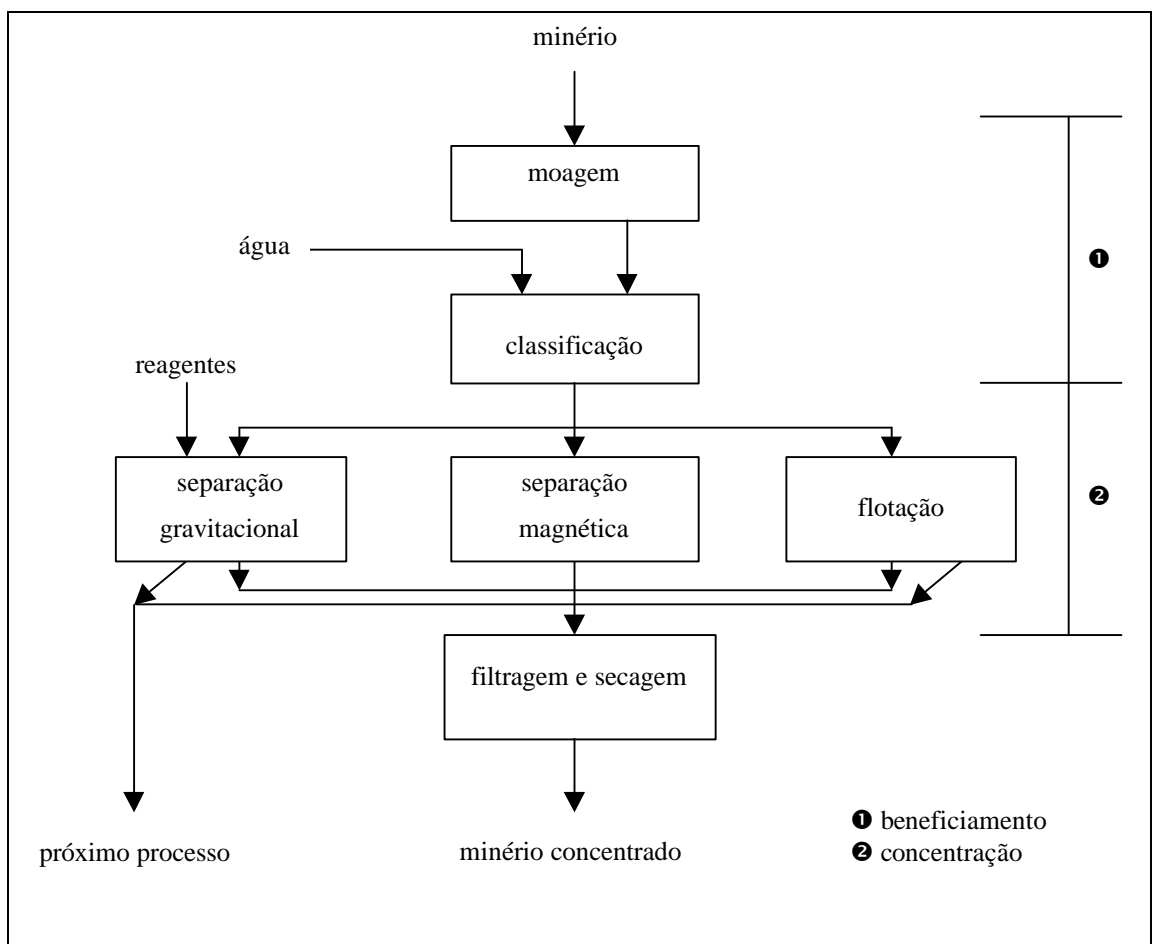 minério
moagem
água
❶
classificação
reagentes
separação
gravitacional
separação
magnética
flotação
❷
filtragem e secagem
próximo processo
minério concentrado
❶ beneficiamento
❷ concentração